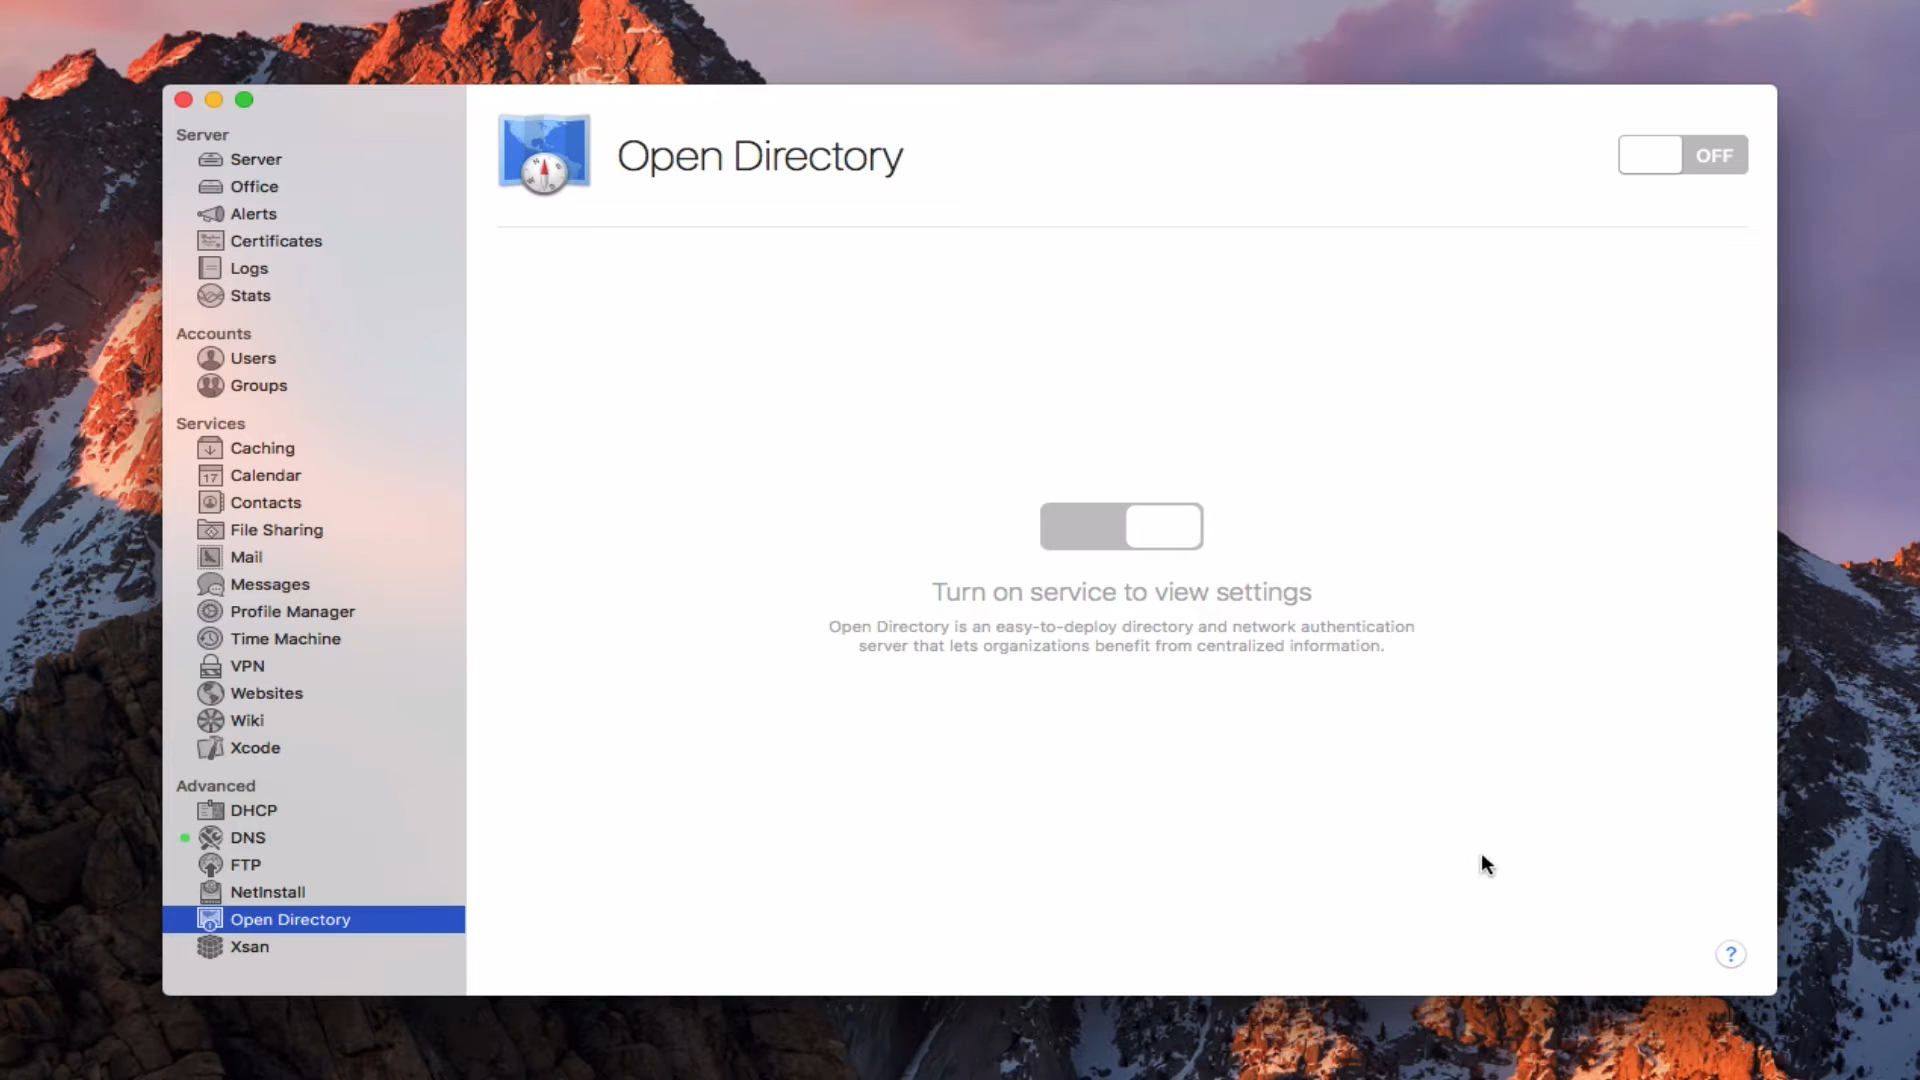 Server
Server
Office
Alerts
Certificates
Logs
Stats
Accounts
Users
Groups
Services
Caching
17
Calendar
Contacts
File Sharing
Mail
Messages
Profile Manager
Time Machine
VPN
Websites
Wiki
Xcode
Advanced
DHCP
DNS
FTP
NetInstall
Open Directory
Xsan
Open Directory
OFF
Turn on service to view settings
Open Directory is an easy-to-deploy directory and network authentication
server that lets organizations benefit from centralized information.
?